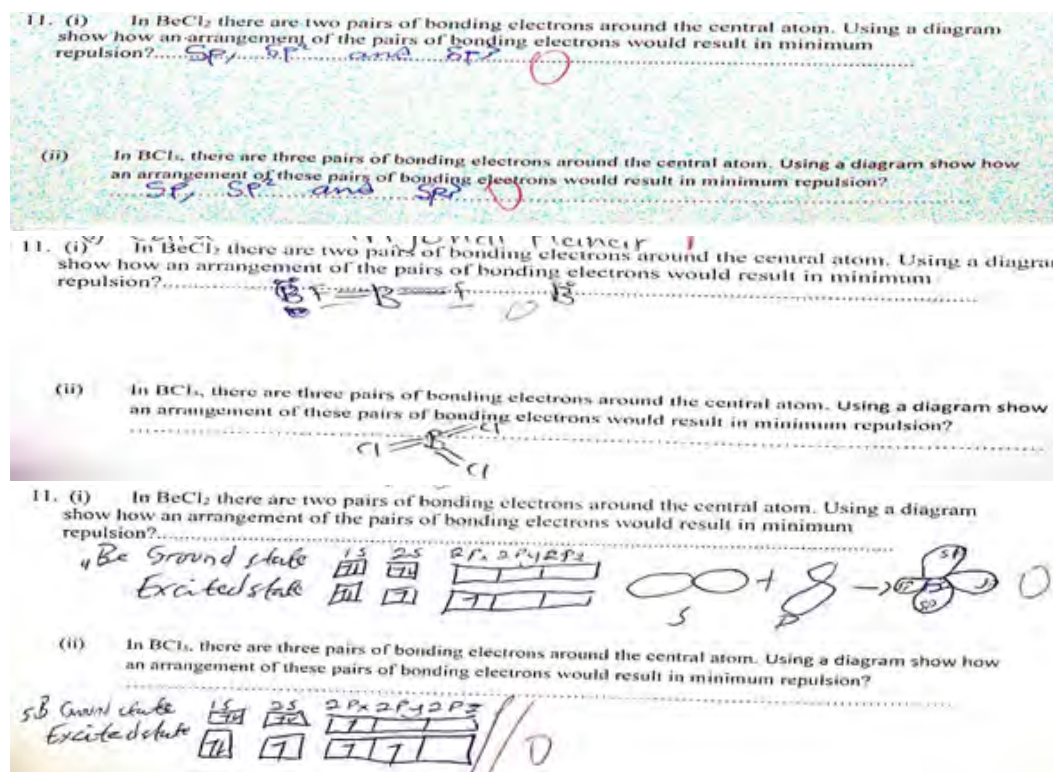 11. (i) In BeCl₂ there are two pairs of bonding electrons around the central atom. Using a diagram
show how an arrangement of the pairs of bonding electrons would result in minimum
repulsion?......SP, SP² and SP³
0
(ii) In BCl₃, there are three pairs of bonding electrons around the central atom. Using a diagram show how
an arrangement of these pairs of bonding electrons would result in minimum repulsion?
SP, SP² and SP³ 0
11. (i) In BeCl₂ there are two pairs of bonding electrons around the central atom. Using a diagra
show how an arrangement of the pairs of bonding electrons would result in minimum
repulsion?......
F B F 0
(ii) In BCl₃, there are three pairs of bonding electrons around the central atom. Using a diagram show
an arrangement of these pairs of bonding electrons would result in minimum repulsion?
Cl B Cl
Cl
11. (i) In BeCl₂ there are two pairs of bonding electrons around the central atom. Using a diagram
show how an arrangement of the pairs of bonding electrons would result in minimum
repulsion?......
4Be Ground state 1S 2S 2Px 2Py 2Pz SP
Excited state + → 0
S P
(ii) In BCl₃, there are three pairs of bonding electrons around the central atom. Using a diagram show how
an arrangement of these pairs of bonding electrons would result in minimum repulsion?
5B Ground state 1S 2S 2Px 2Py 2Pz
Excited state 0